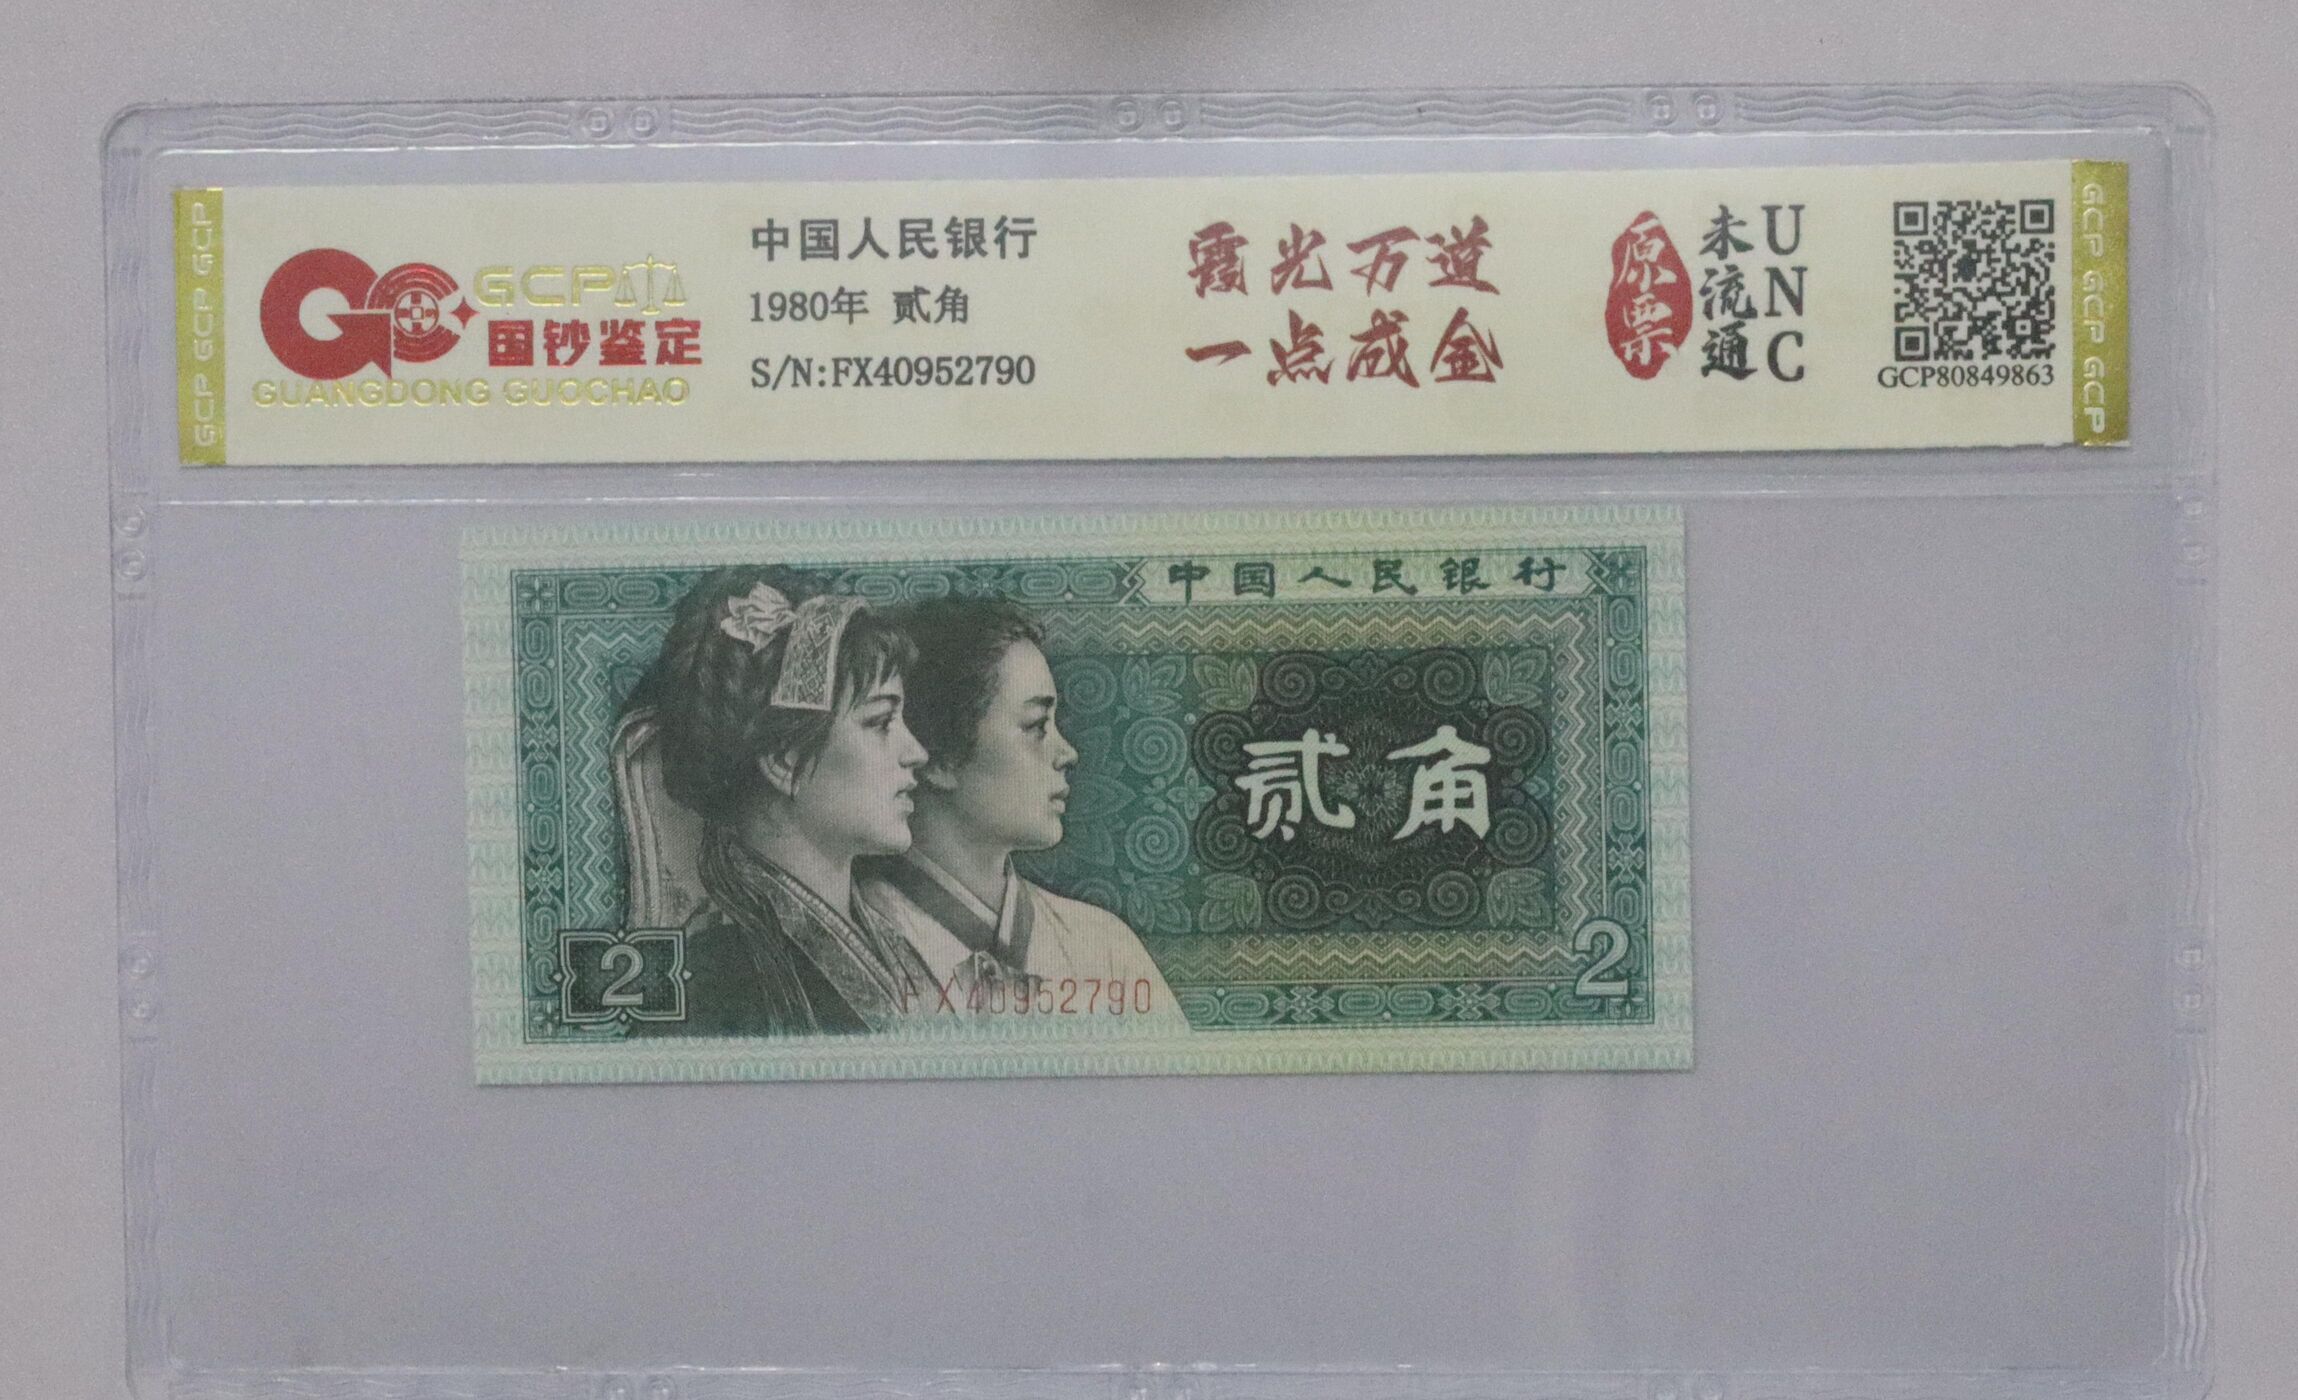 GCP GCP GCP
GCP
国钞鉴定
GUANGDONG GUOCHAO
中国人民银行
1980年 贰角
S/N:FX40952790
霞光万道
一点成金
原票
未流通
UNC
GCP80849863
GCP GCP GCP
中国人民银行
贰角
2
2
FX40952790